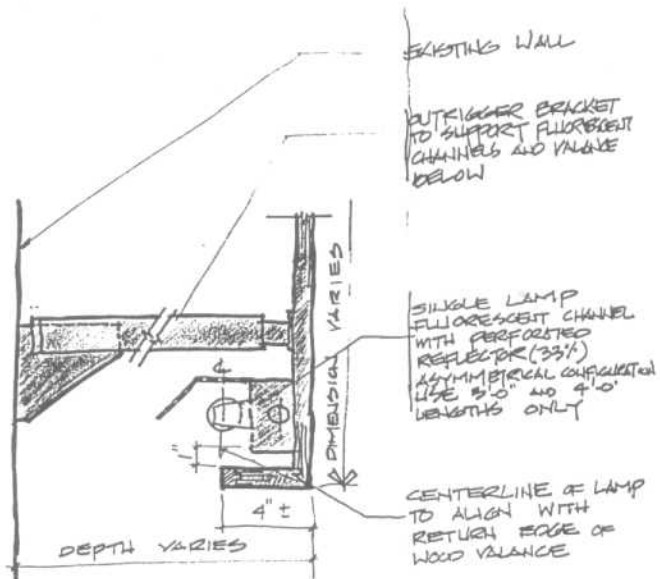 EXISTING WALL
OUTRIGGER BRACKET
TO SUPPORT FLUORESCENT
CHANNELS AND VALANCE
BELOW
DIMENSION VARIES
SINGLE LAMP
FLUORESCENT CHANNEL
WITH PERFORATED
REFLECTOR (33%)
ASYMMETRICAL CONFIGURATION
USE 3'-0" AND 4'-0"
LENGTHS ONLY
CL
1"
4" ±
CENTERLINE OF LAMP
TO ALIGN WITH
RETURN EDGE OF
WOOD VALANCE
DEPTH VARIES